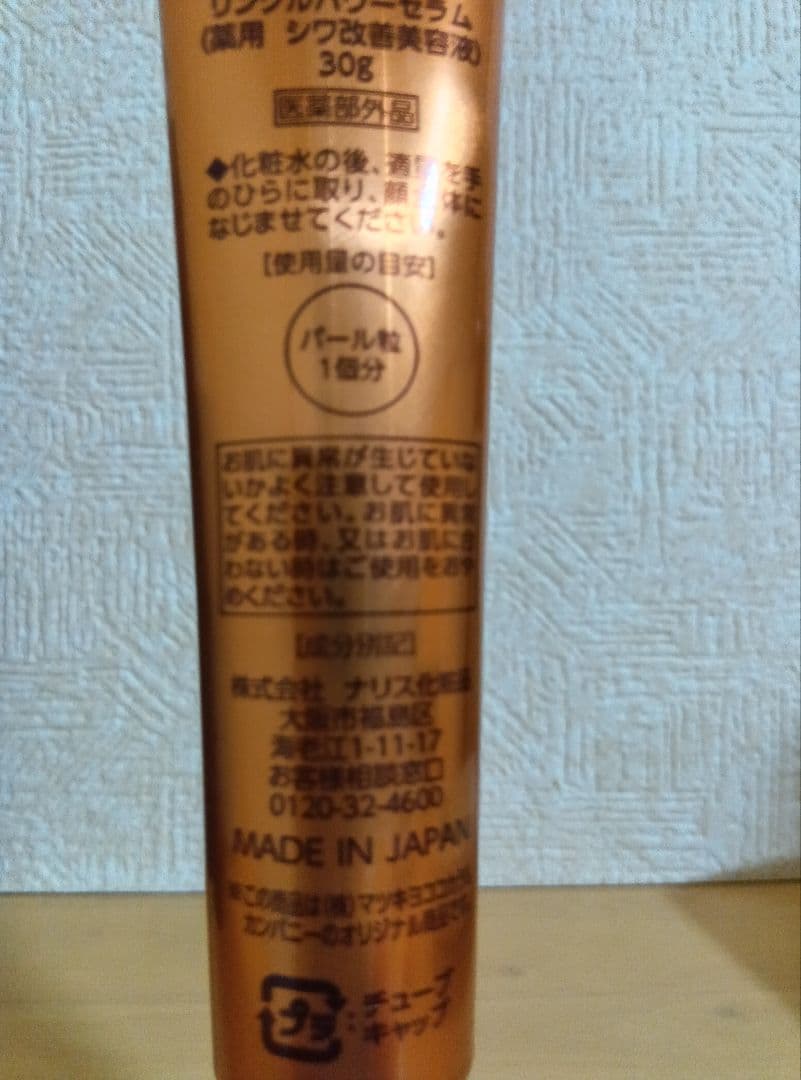 リンクルパワーセラム
(薬用 シワ改善美容液)
30g
医薬部外品
◆化粧水の後、適量を手
のひらに取り、顔全体に
なじませてください。
[使用量の目安]
パール粒
1個分
お肌に異常が生じていな
いかよく注意して使用し
てください。お肌に異常
がある時、又はお肌に合
わない時はご使用をおや
めください。
[成分別記]
株式会社 ナリス化粧品
大阪市福島区
海老江1-11-17
お客様相談窓口
0120-32-4600
MADE IN JAPAN
※この商品は(株)マツキヨココカラ&
カンパニーのオリジナル商品です。
プラ
:チューブ
キャップ